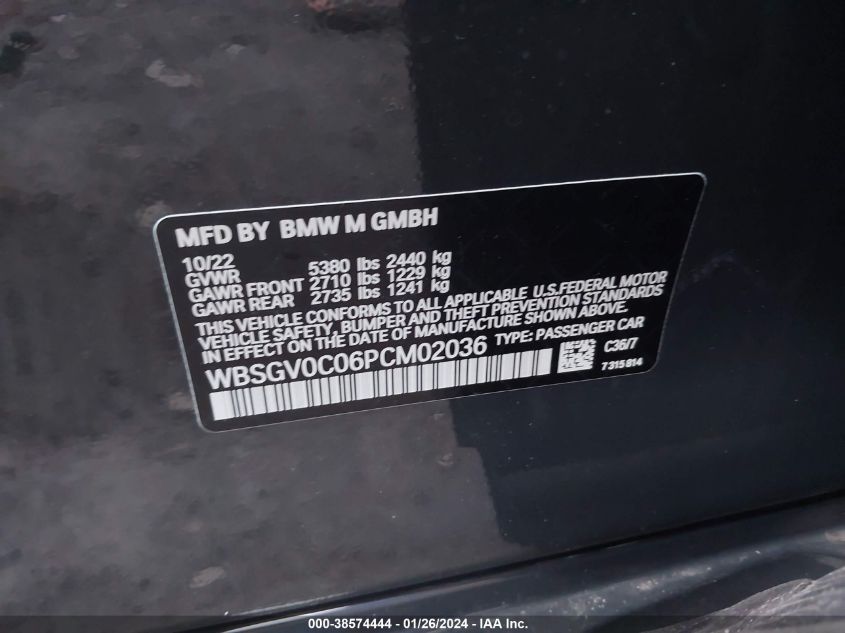 MFD BY BMW M GMBH
10/22
GVWR 5380 lbs 2440 kg
GAWR FRONT 2710 lbs 1229 kg
GAWR REAR 2735 lbs 1241 kg
THIS VEHICLE CONFORMS TO ALL APPLICABLE U.S.FEDERAL MOTOR
VEHICLE SAFETY, BUMPER AND THEFT PREVENTION STANDARDS
IN EFFECT ON THE DATE OF MANUFACTURE SHOWN ABOVE.
WBSGV0C06PCM02036 TYPE: PASSENGER CAR
C36/7
7 315 814
000-38574444 - 01/26/2024 - IAA Inc.